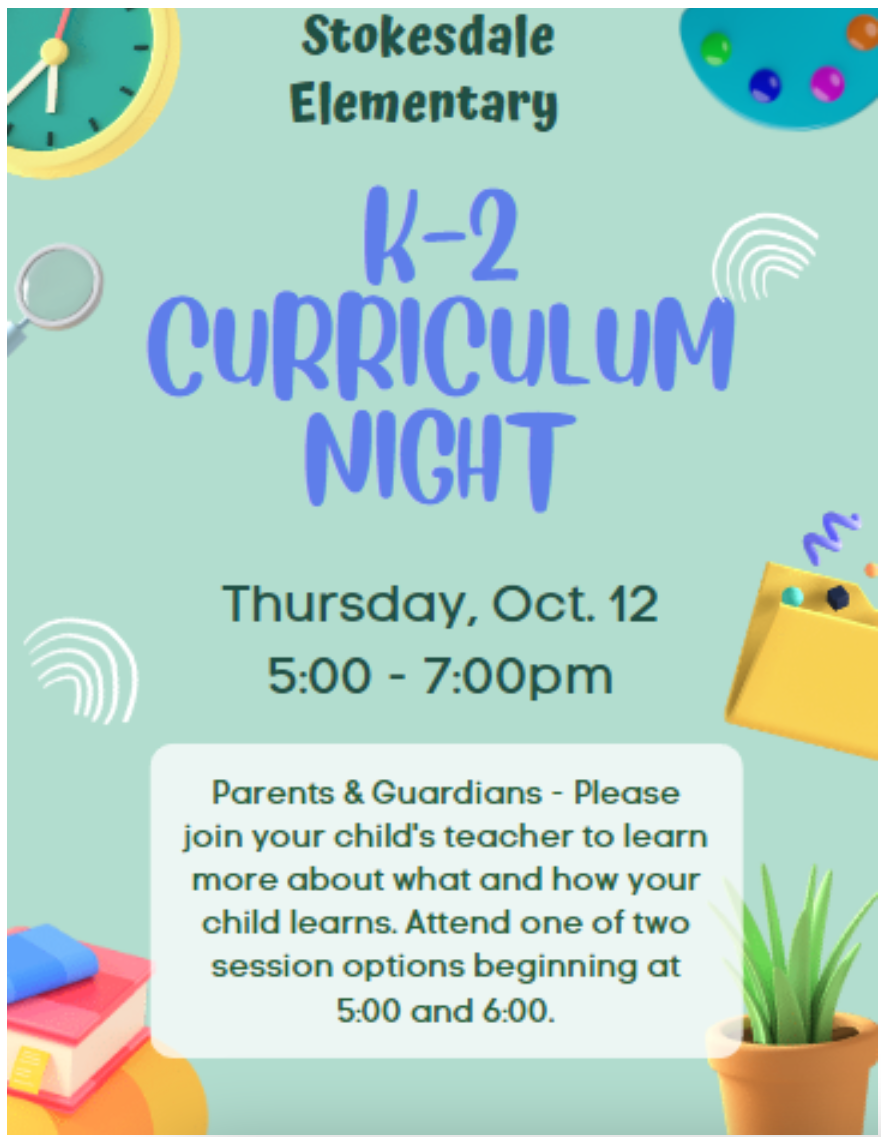 Stokesdale
Elementary
K-2
CURRICULUM
NIGHT
Thursday, Oct. 12
5:00 - 7:00pm
Parents & Guardians - Please
join your child's teacher to learn
more about what and how your
child learns. Attend one of two
session options beginning at
5:00 and 6:00.